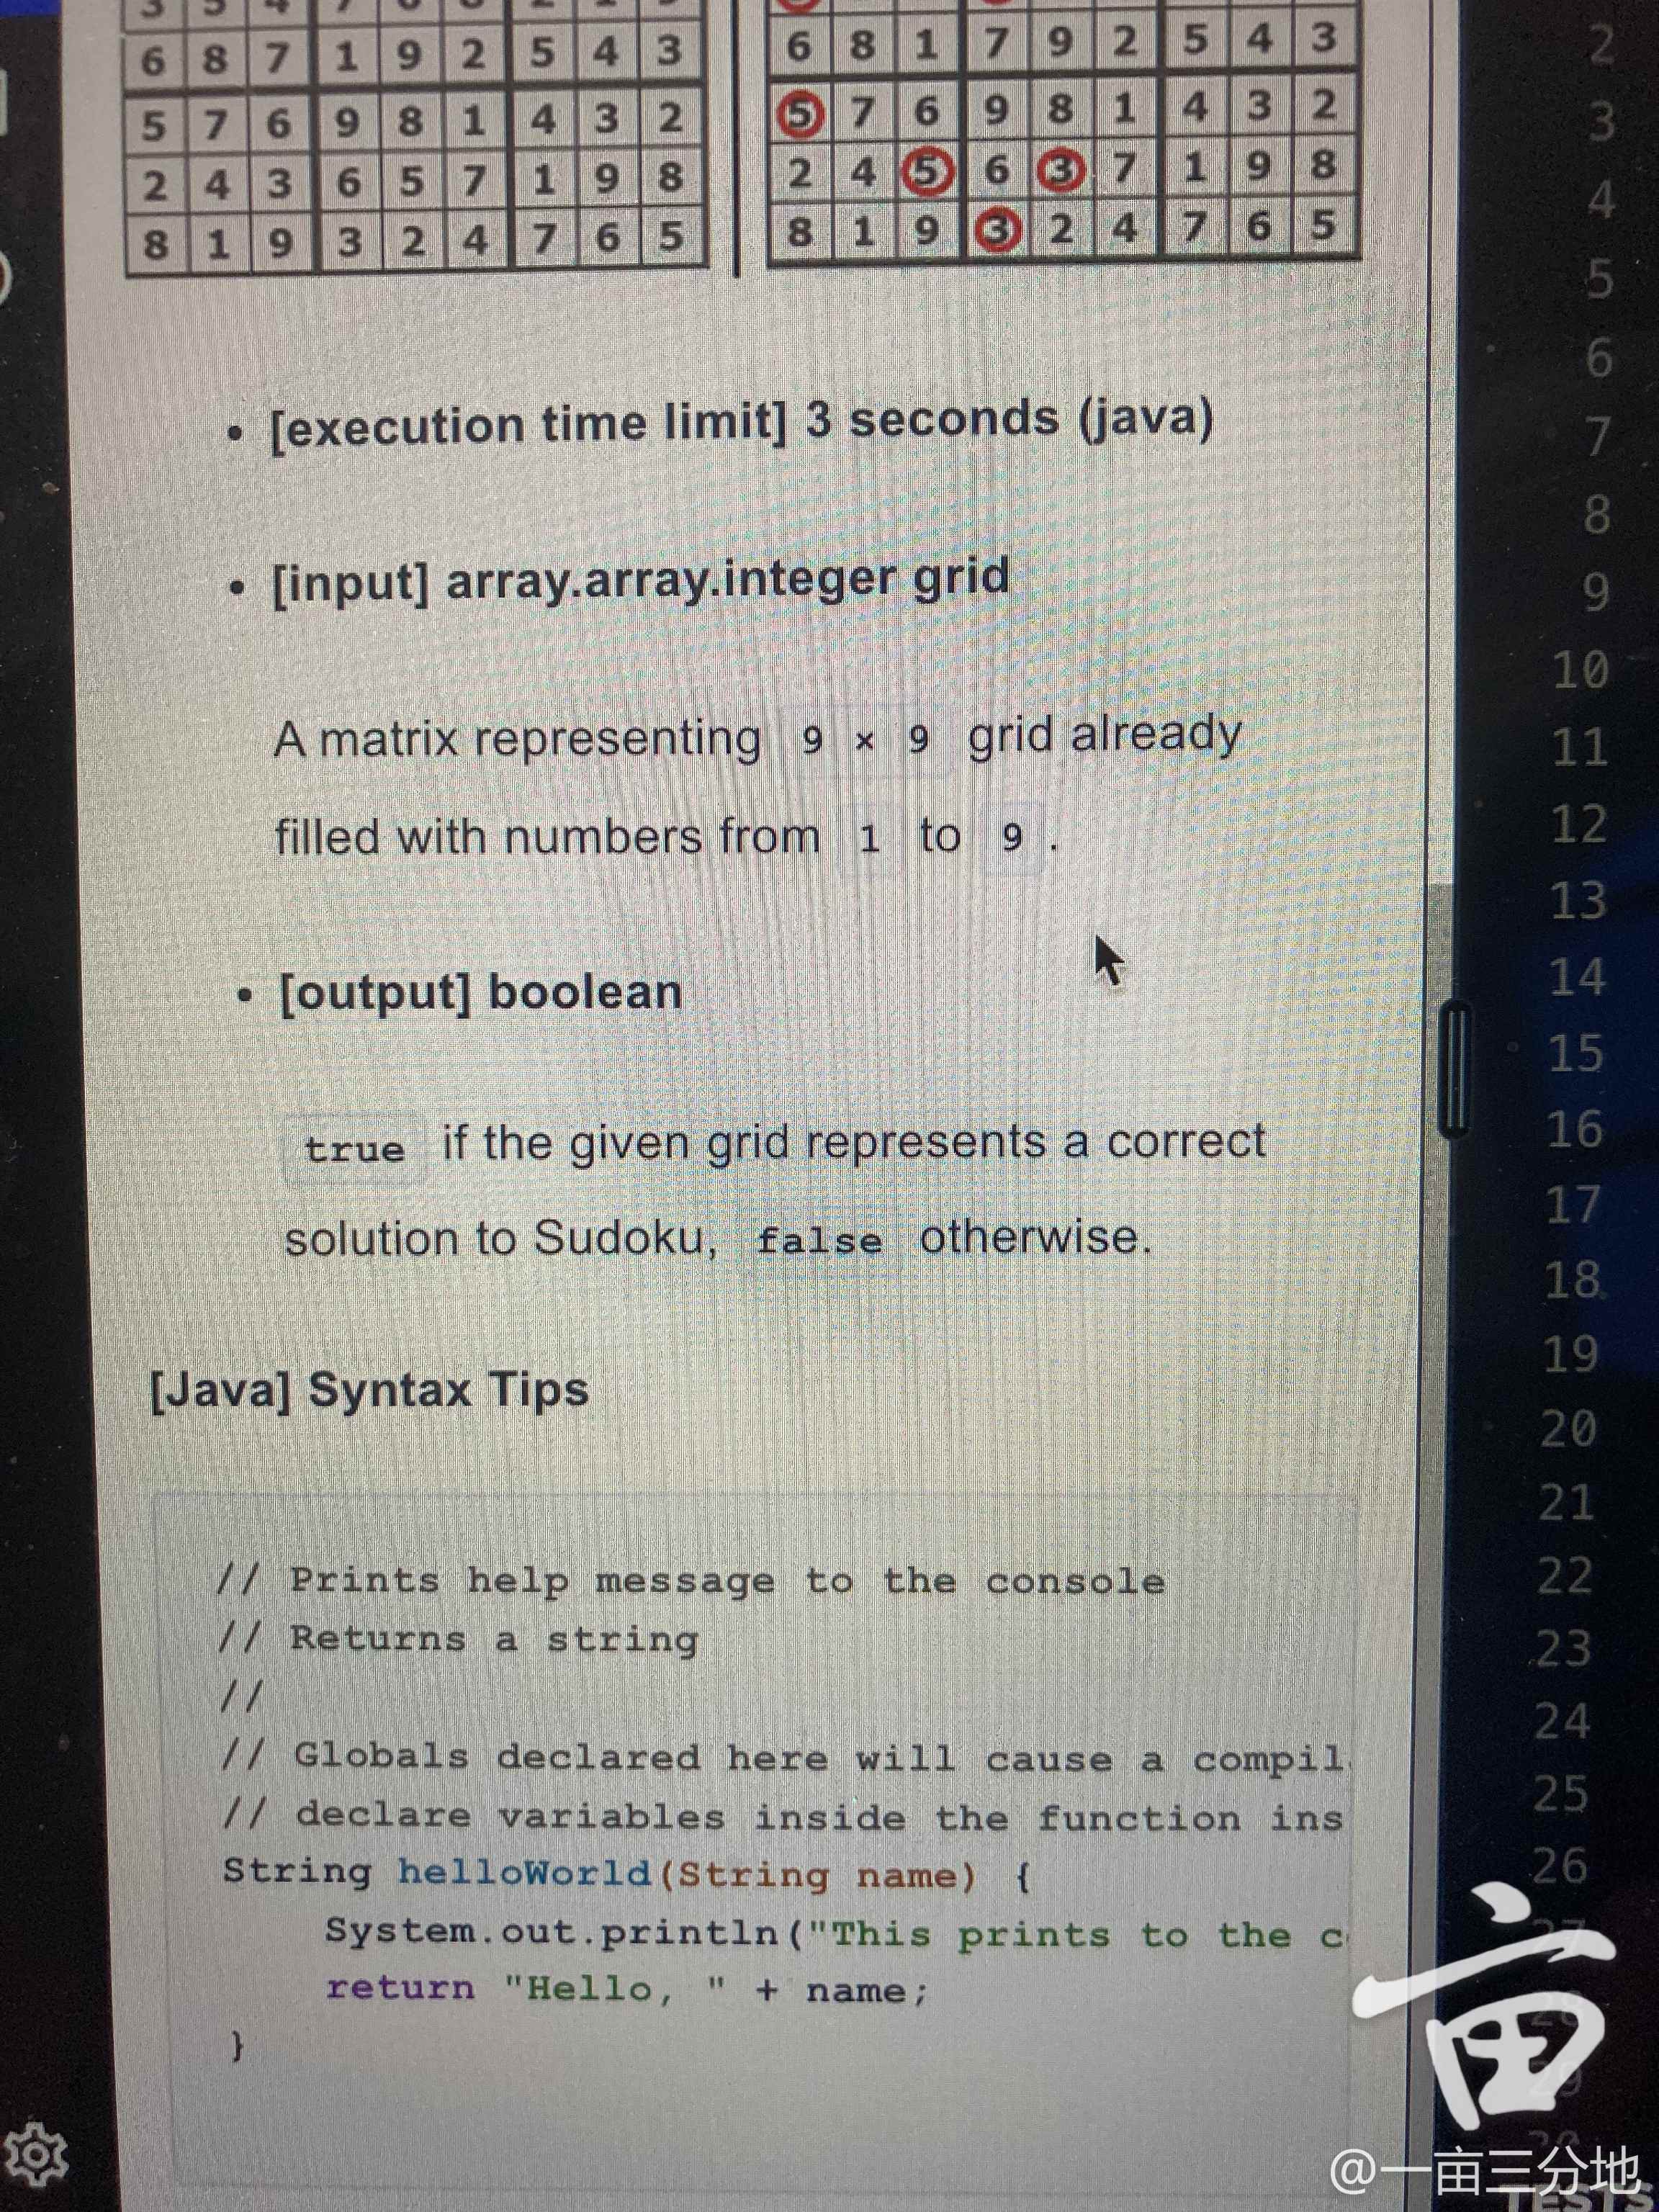 6 8 7 1 9 2 5 4 3
5 7 6 9 8 1 4 3 2
2 4 3 6 5 7 1 9 8
8 1 9 3 2 4 7 6 5
6 8 1 7 9 2 5 4 3
5 7 6 9 8 1 4 3 2
2 4 5 6 3 7 1 9 8
8 1 9 3 2 4 7 6 5
• [execution time limit] 3 seconds (java)
• [input] array.array.integer grid
A matrix representing 9 × 9 grid already
filled with numbers from 1 to 9 .
• [output] boolean
true if the given grid represents a correct
solution to Sudoku, false otherwise.
[Java] Syntax Tips
// Prints help message to the console
// Returns a string
//
// Globals declared here will cause a compil
// declare variables inside the function ins
String helloWorld(String name) {
System.out.println("This prints to the c
return "Hello, " + name;
}
2
3
4
5
6
7
8
9
10
11
12
13
14
15
16
17
18
19
20
21
22
23
24
25
26
27
28
29
亩
@一亩三分地
TESTS